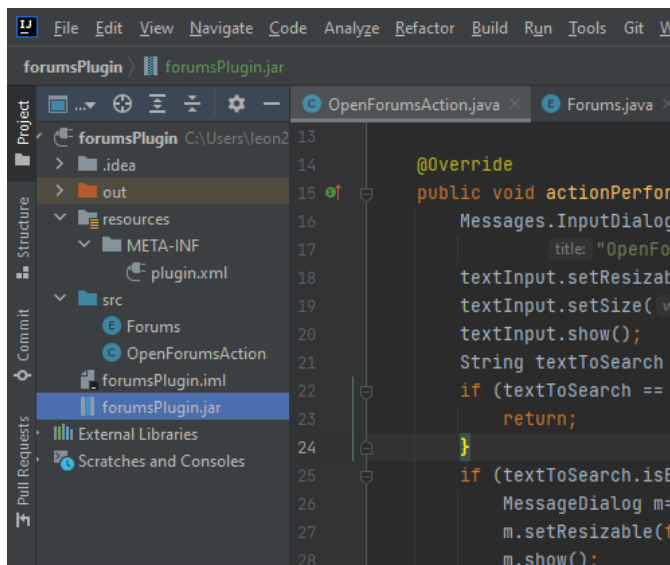 IJ File Edit View Navigate Code Analyze Refactor Build Run Tools Git
forumsPlugin forumsPlugin.jar
Project
Structure
Commit
Pull Requests
...
forumsPlugin C:\Users\leon2
.idea
out
resources
META-INF
plugin.xml
src
E Forums
C OpenForumsAction
forumsPlugin.iml
forumsPlugin.jar
External Libraries
Scratches and Consoles
C OpenForumsAction.java × E Forums.java ×
13
14 @Override
15 public void actionPerfor
16 Messages.InputDialog
17 title: "OpenFo
18 textInput.setResizab
19 textInput.setSize( w
20 textInput.show();
21 String textToSearch
22 if (textToSearch ==
23 return;
24 }
25 if (textToSearch.isE
26 MessageDialog m=
27 m.setResizable(f
28 m.show();